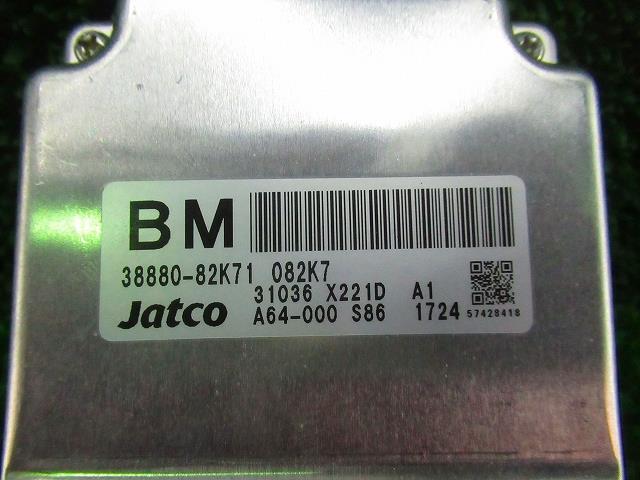 BM
38880-82K71 082K7
31036 X221D A1
Jatco A64-000 S86 1724 57428418